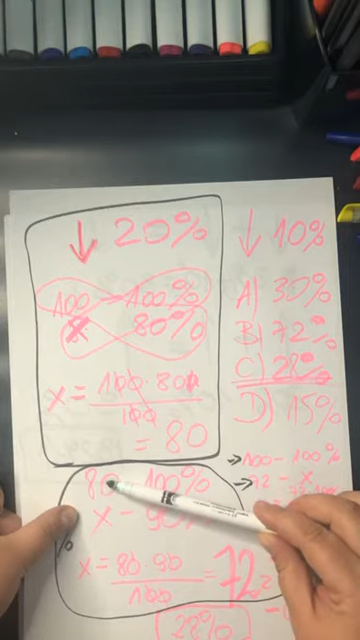 ↓ 20%
100 - 100%
x 80%
x = 100 · 80
100
= 80
↓ 10%
A) 30%
B) 72%
C) 28%
D) 15%
→ 100 - 100%
→ 72 - x
80 - 100%
x - 90%
x = 80 · 90 = 72
100
28%